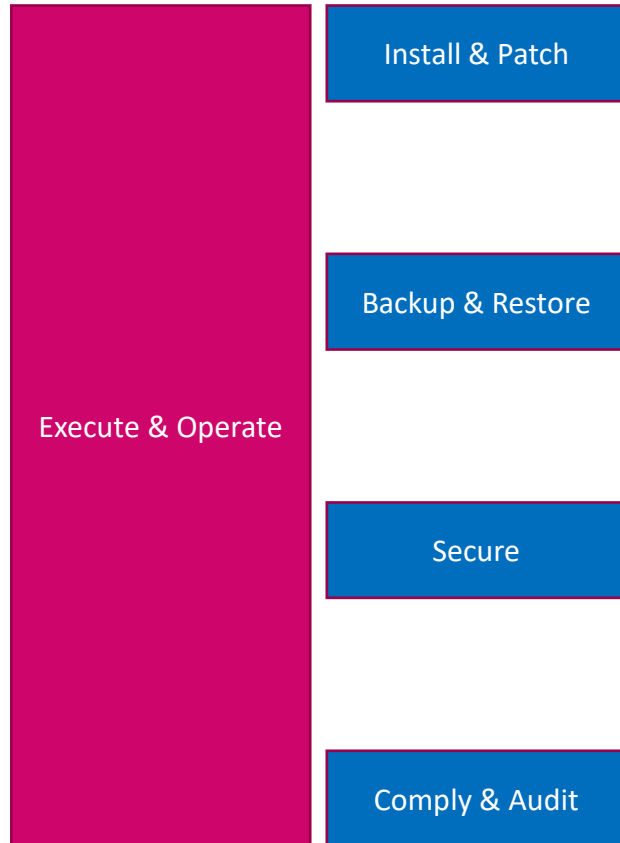 Install & Patch
Backup & Restore
Execute & Operate
Secure
Comply & Audit